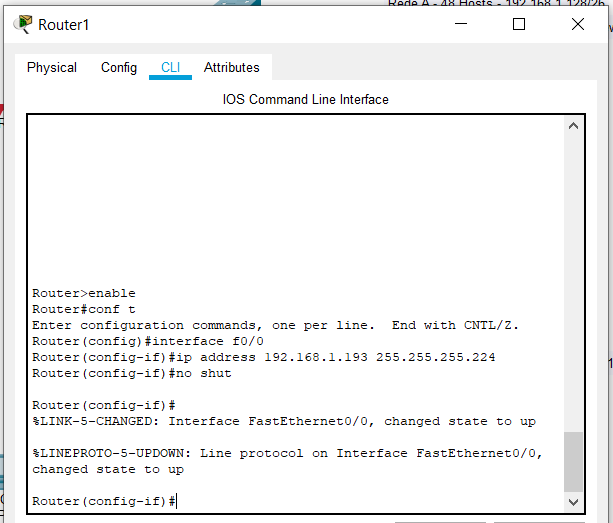 Rede A - 48 Hosts - 192.168.1.128/26
Router1
Physical Config CLI Attributes
IOS Command Line Interface
Router>enable
Router#conf t
Enter configuration commands, one per line.  End with CNTL/Z.
Router(config)#interface f0/0
Router(config-if)#ip address 192.168.1.193 255.255.255.224
Router(config-if)#no shut
Router(config-if)#
%LINK-5-CHANGED: Interface FastEthernet0/0, changed state to up
%LINEPROTO-5-UPDOWN: Line protocol on Interface FastEthernet0/0,
changed state to up
Router(config-if)#